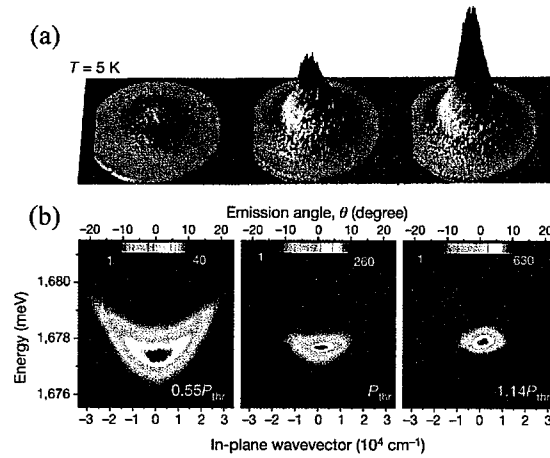 (a)
T = 5 K
(b)
Emission angle, θ (degree)
−20 −10 0 10 20 −20 −10 0 10 20 −20 −10 0 10 20
1 40 1 260 1 630
1,680
1,678
1,676
Energy (meV)
0.55Pthr Pthr 1.14Pthr
−3 −2 −1 0 1 2 3 −3 −2 −1 0 1 2 3 −3 −2 −1 0 1 2 3
In-plane wavevector (10⁴ cm⁻¹)